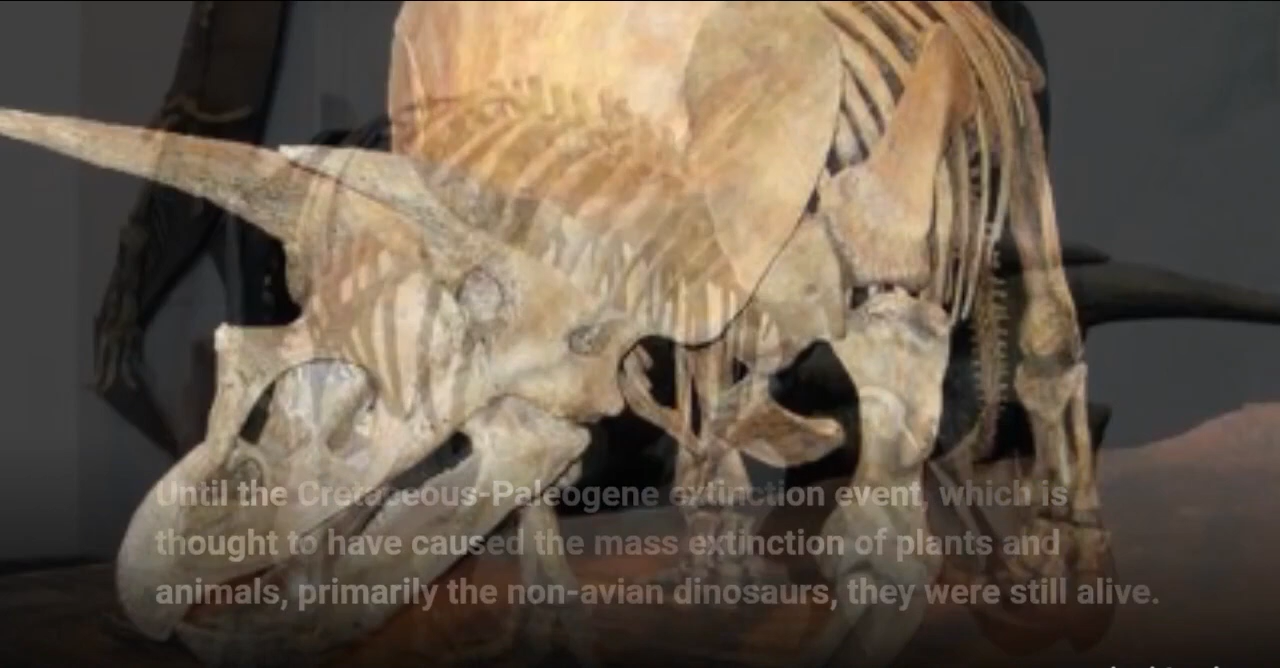 Until the Cretaceous-Paleogene extinction event, which is
thought to have caused the mass extinction of plants and
animals, primarily the non-avian dinosaurs, they were still alive.